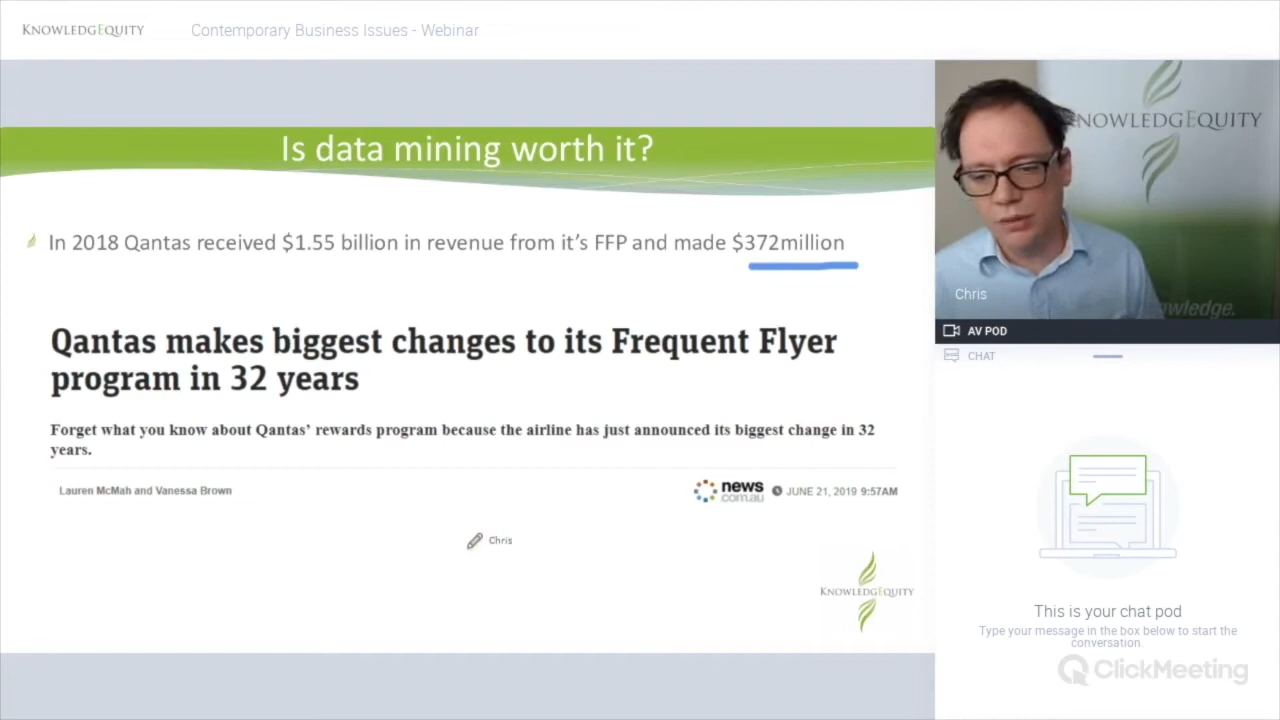 KNOWLEDGEQUITY
Contemporary Business Issues - Webinar
Is data mining worth it?
In 2018 Qantas received $1.55 billion in revenue from it's FFP and made $372million
Qantas makes biggest changes to its Frequent Flyer
program in 32 years
Forget what you know about Qantas' rewards program because the airline has just announced its biggest change in 32
years.
Lauren McMah and Vanessa Brown
news
com.au
JUNE 21, 2019 9:57AM
Chris
KNOWLEDGEQUITY
KNOWLEDGEQUITY
wledge.
Chris
AV POD
CHAT
This is your chat pod
Type your message in the box below to start the
conversation.
ClickMeeting